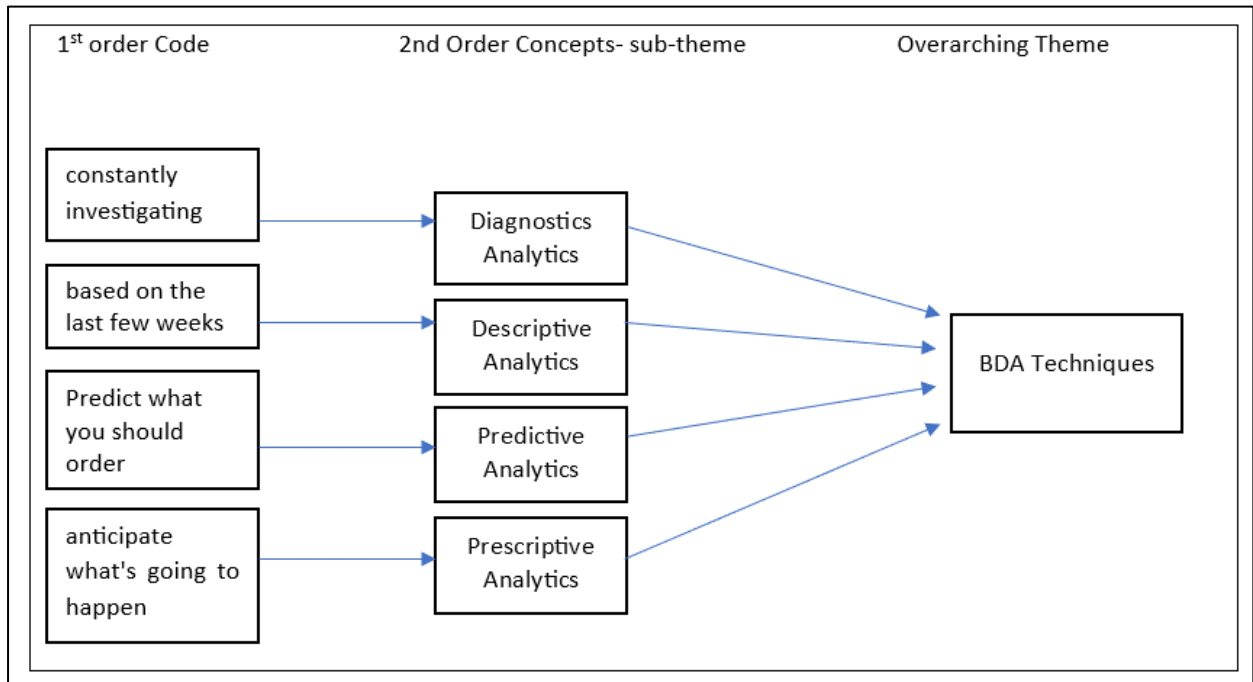 1st order Code
2nd Order Concepts- sub-theme
Overarching Theme
constantly
investigating
based on the
last few weeks
Predict what
you should
order
anticipate
what's going to
happen
Diagnostics
Analytics
Descriptive
Analytics
Predictive
Analytics
Prescriptive
Analytics
BDA Techniques